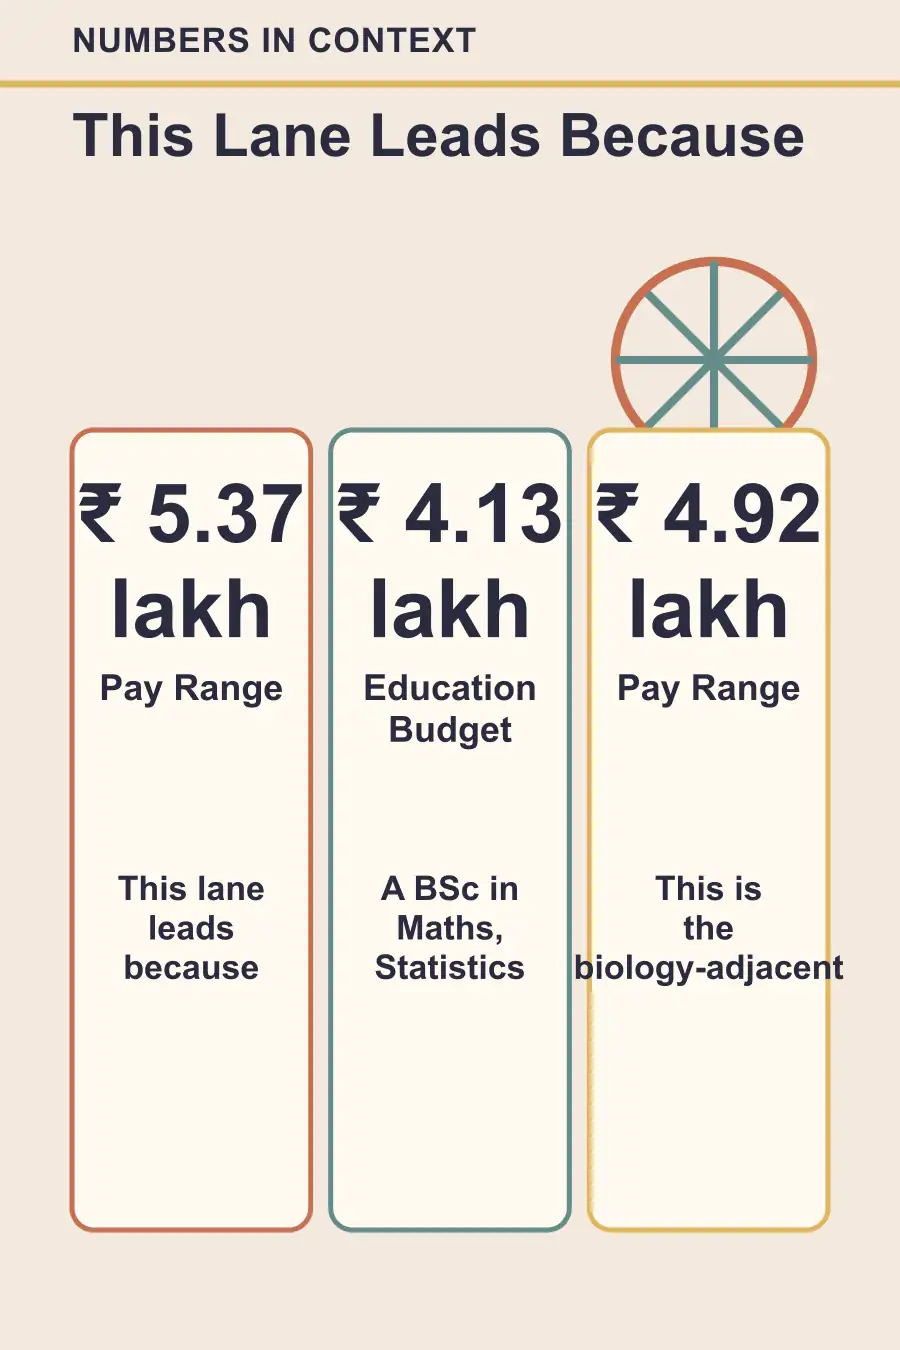 NUMBERS IN CONTEXT
This Lane Leads Because
₹ 5.37
lakh
Pay Range
This lane
leads
because
₹ 4.13
lakh
Education
Budget
A BSc in
Maths,
Statistics
₹ 4.92
lakh
Pay Range
This is
the
biology-adjacent